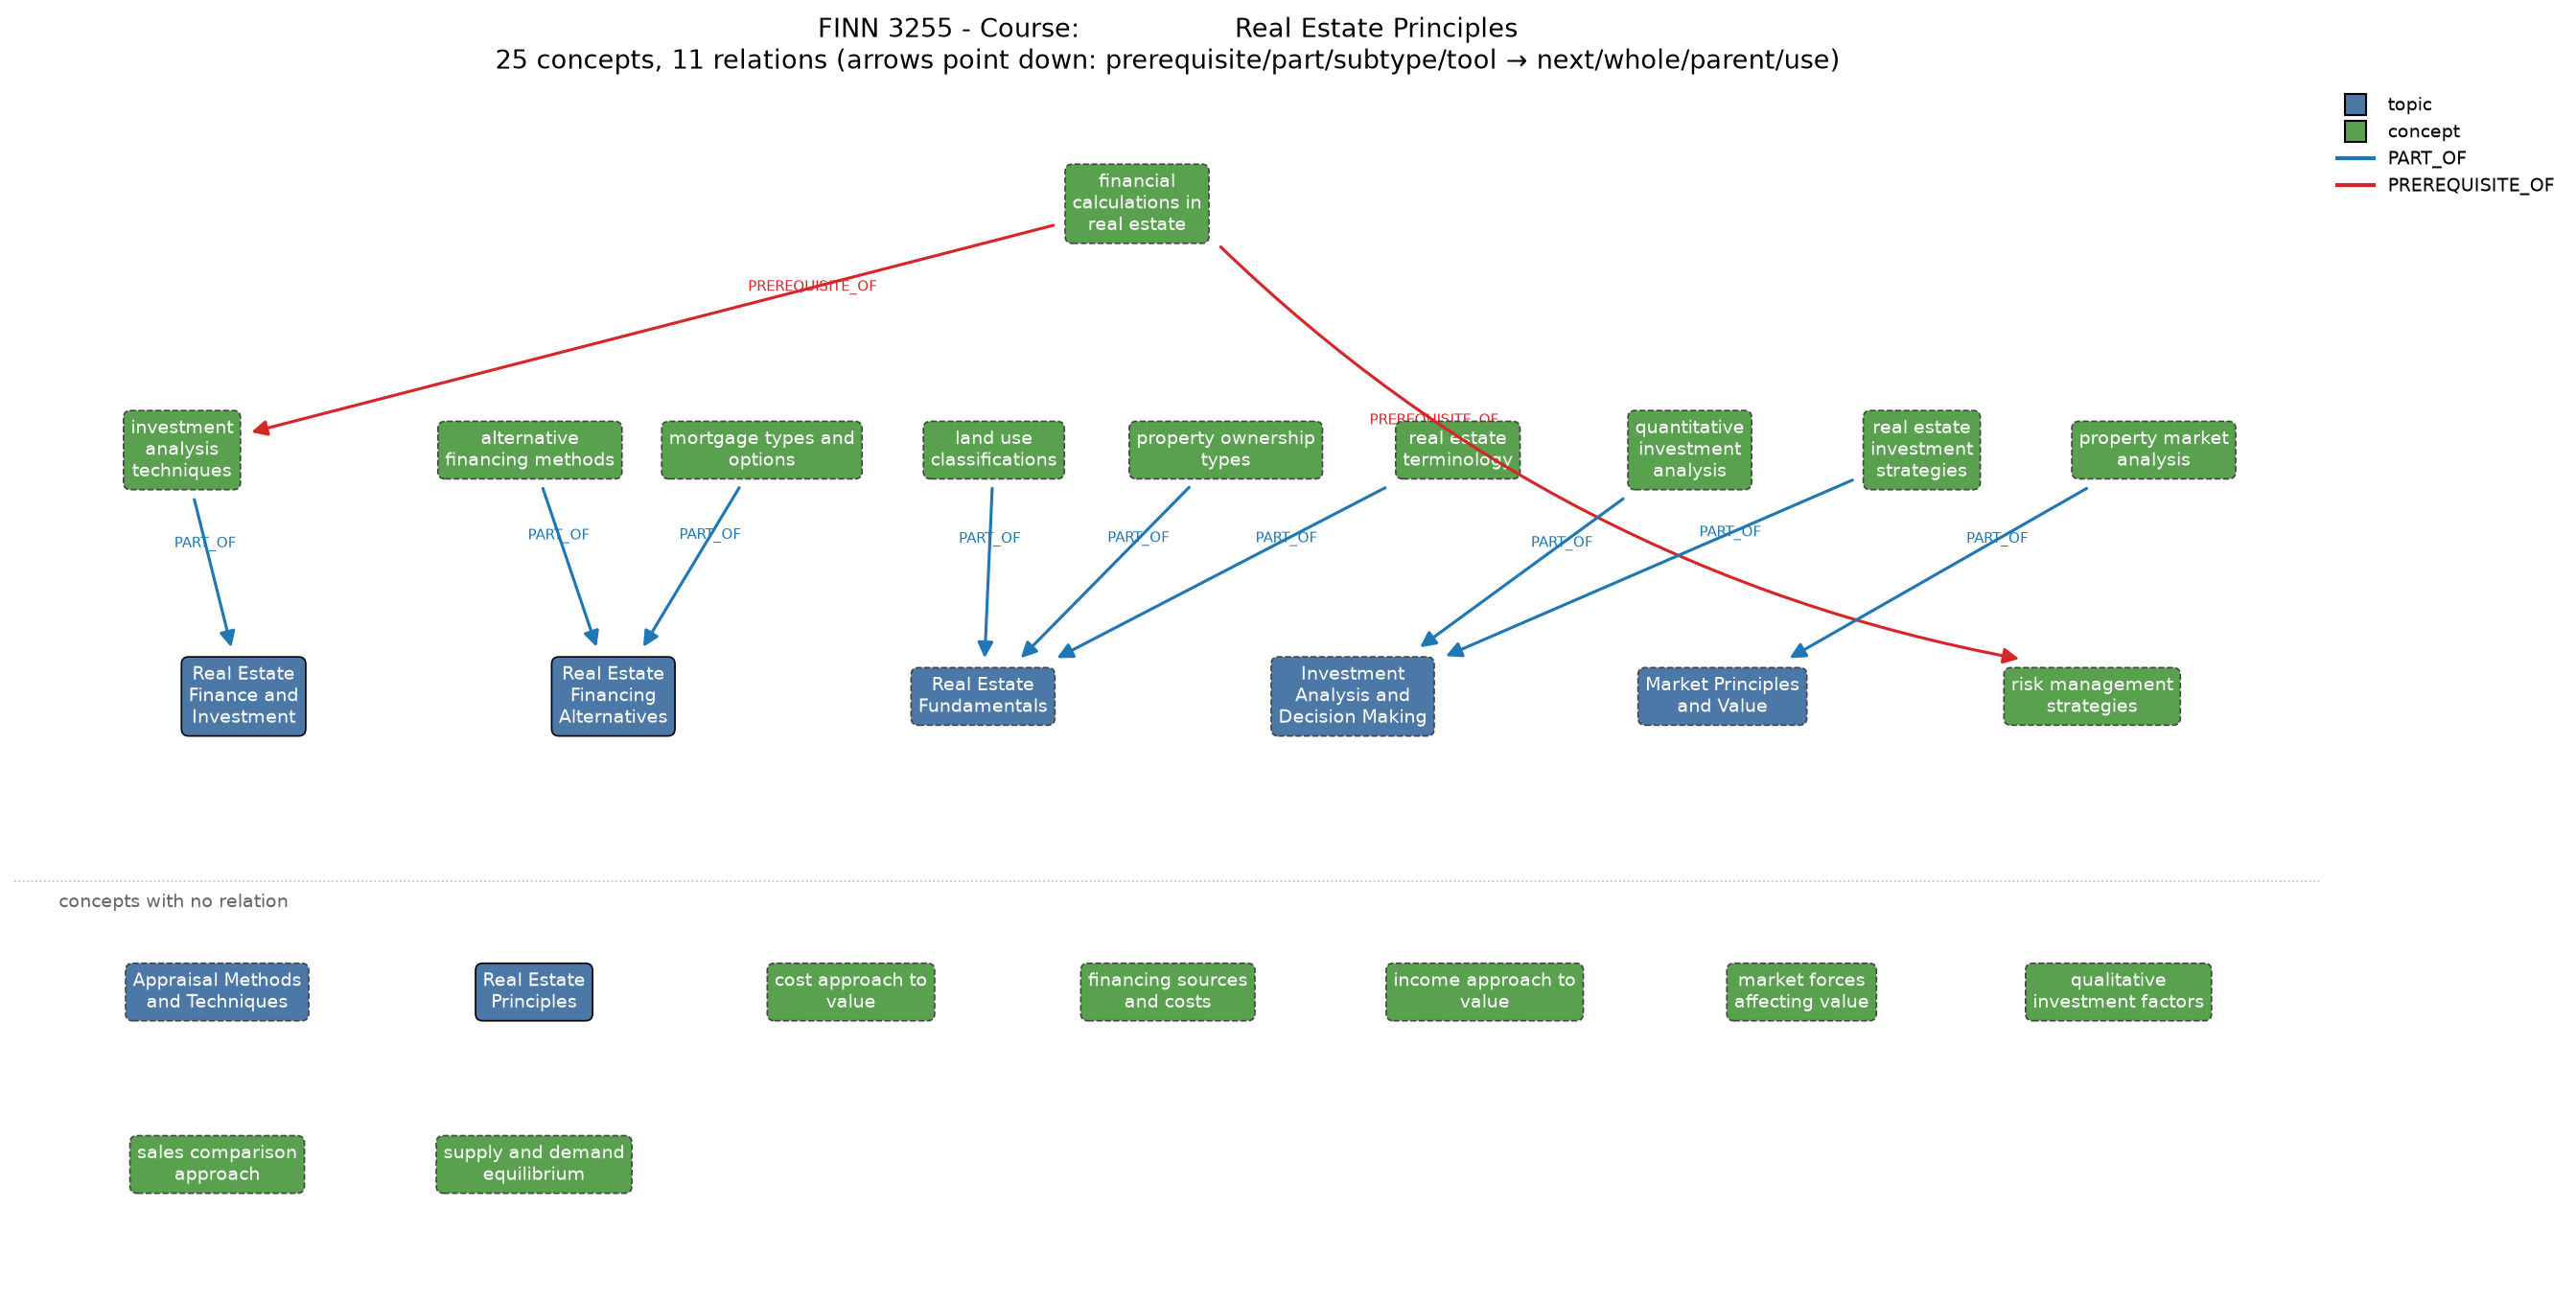 FINN 3255 - Course: Real Estate Principles
25 concepts, 11 relations (arrows point down: prerequisite/part/subtype/tool → next/whole/parent/use)
topic
concept
PART_OF
PREREQUISITE_OF
financial
calculations in
real estate
PREREQUISITE_OF
PREREQUISITE_OF
investment
analysis
techniques
alternative
financing methods
mortgage types and
options
land use
classifications
property ownership
types
real estate
terminology
quantitative
investment
analysis
real estate
investment
strategies
property market
analysis
PART_OF
PART_OF
PART_OF
PART_OF
PART_OF
PART_OF
PART_OF
PART_OF
PART_OF
Real Estate
Finance and
Investment
Real Estate
Financing
Alternatives
Real Estate
Fundamentals
Investment
Analysis and
Decision Making
Market Principles
and Value
risk management
strategies
concepts with no relation
Appraisal Methods
and Techniques
Real Estate
Principles
cost approach to
value
financing sources
and costs
income approach to
value
market forces
affecting value
qualitative
investment factors
sales comparison
approach
supply and demand
equilibrium